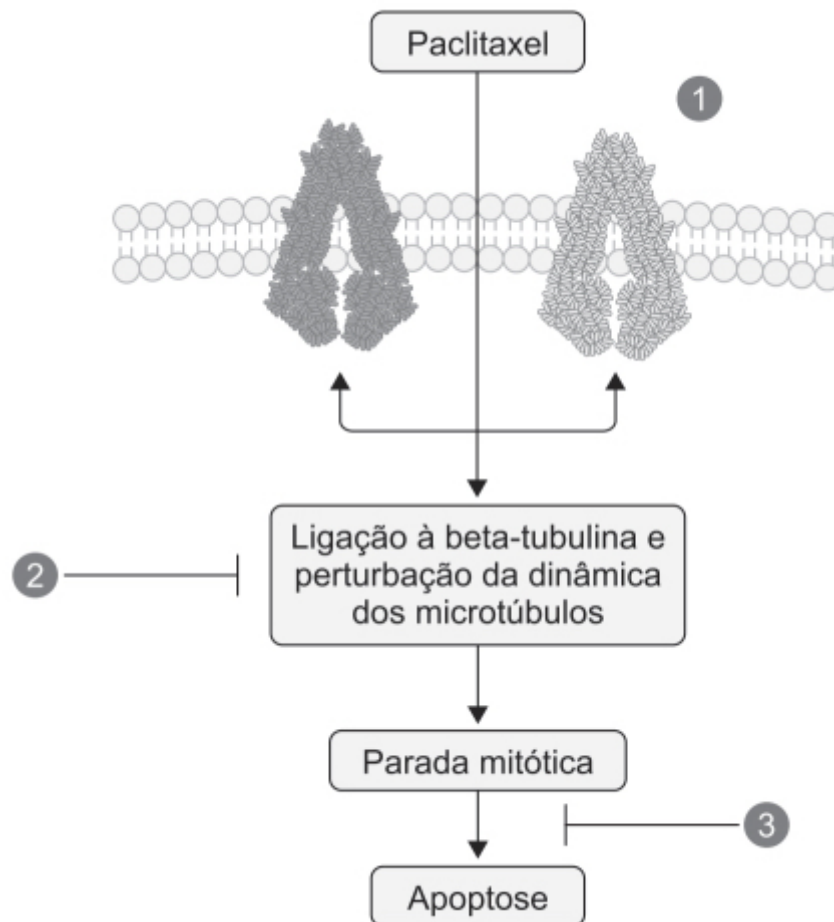 Paclitaxel
1
Ligação à beta-tubulina e
perturbação da dinâmica
dos microtúbulos
2
Parada mitótica
3
Apoptose